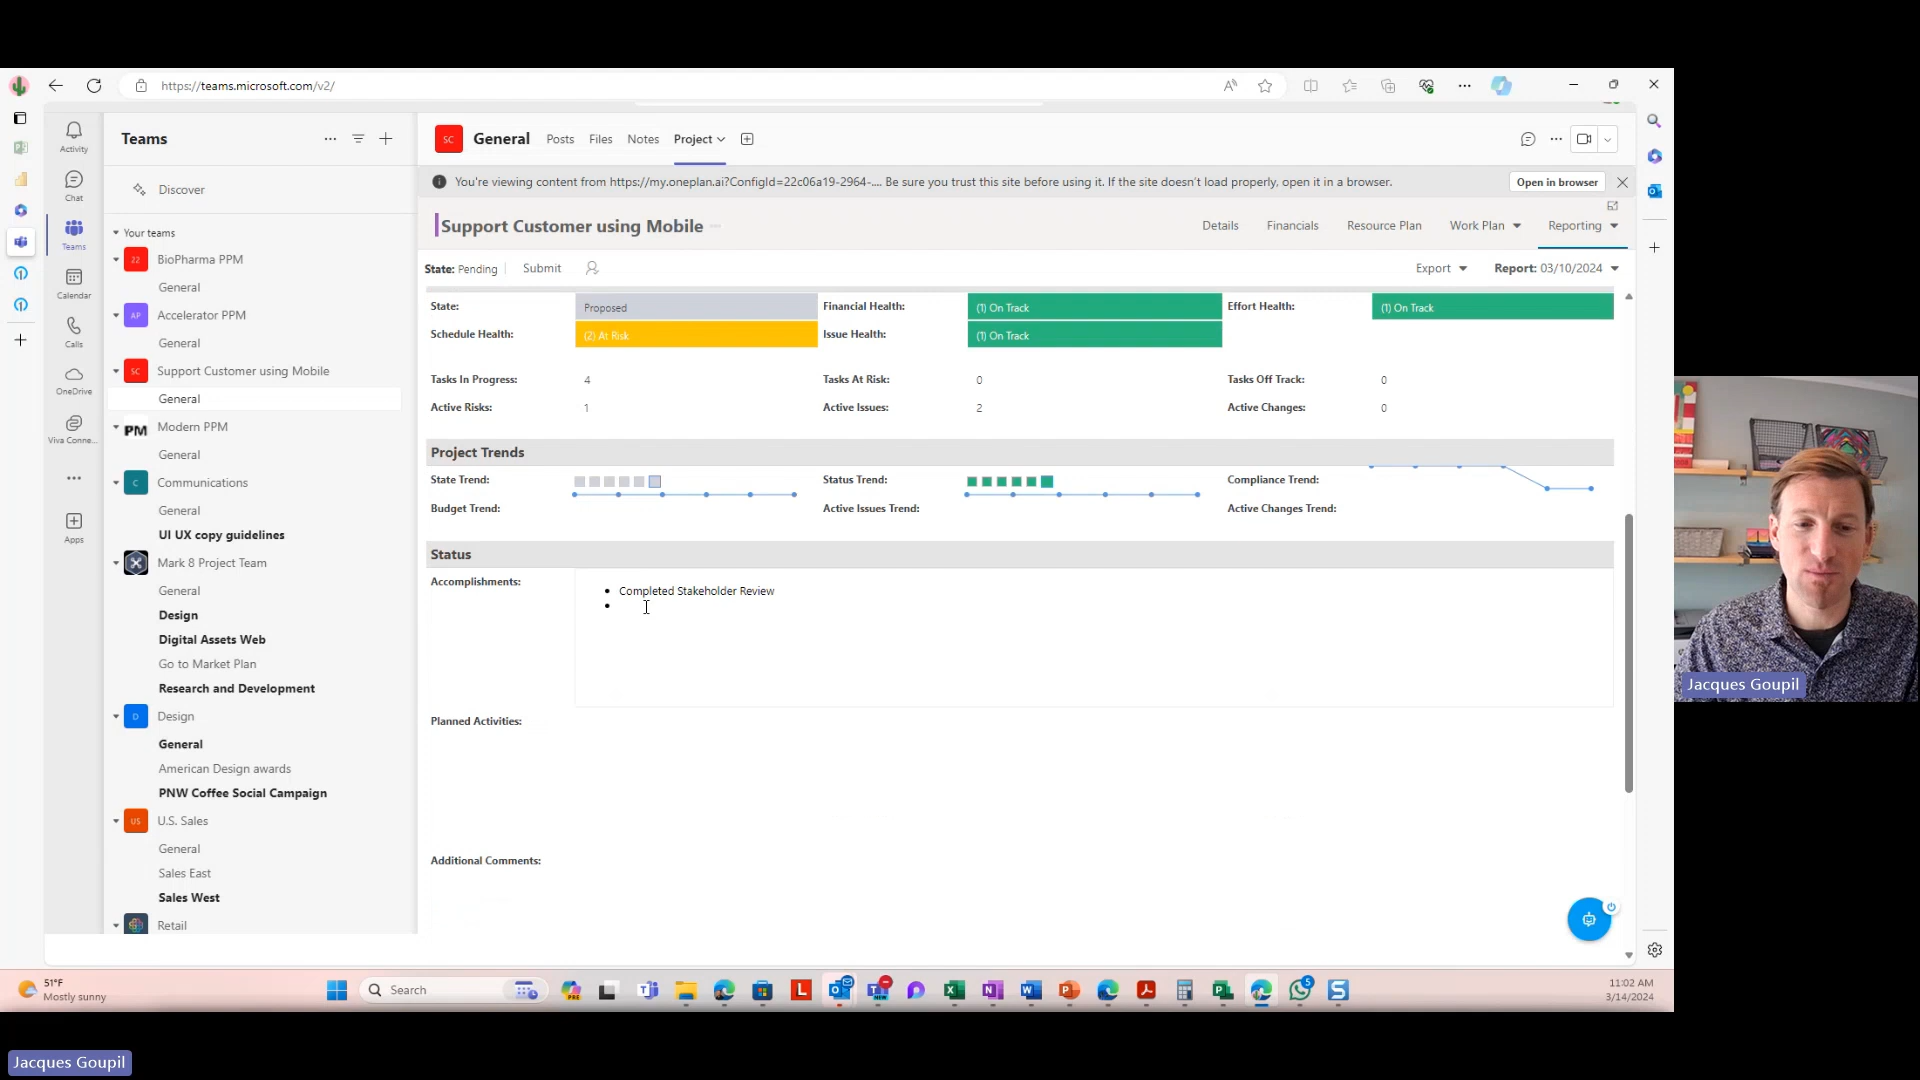 https://teams.microsoft.com/v2/
Activity
Chat
Teams
Calendar
Calls
OneDrive
Viva Conne...
Apps
Teams
Discover
Your teams
22 BioPharma PPM
General
AP Accelerator PPM
General
SC Support Customer using Mobile
General
PM Modern PPM
General
C Communications
General
UI UX copy guidelines
Mark 8 Project Team
General
Design
Digital Assets Web
Go to Market Plan
Research and Development
D Design
General
American Design awards
PNW Coffee Social Campaign
US U.S. Sales
General
Sales East
Sales West
Retail
SC General Posts Files Notes Project
You're viewing content from https://my.oneplan.ai?ConfigId=22c06a19-2964-.... Be sure you trust this site before using it. If the site doesn't load properly, open it in a browser. Open in browser
Support Customer using Mobile Details Financials Resource Plan Work Plan Reporting
State: Pending Submit Export Report: 03/10/2024
State: Proposed Financial Health: (1) On Track Effort Health: (1) On Track
Schedule Health: (2) At Risk Issue Health: (1) On Track
Tasks In Progress: 4 Tasks At Risk: 0 Tasks Off Track: 0
Active Risks: 1 Active Issues: 2 Active Changes: 0
Project Trends
State Trend: Status Trend: Compliance Trend:
Budget Trend: Active Issues Trend: Active Changes Trend:
Status
Accomplishments: • Completed Stakeholder Review
•
Planned Activities:
Additional Comments:
Jacques Goupil
51°F
Mostly sunny
Search
PRE
NEW
5
11:02 AM
3/14/2024
Jacques Goupil